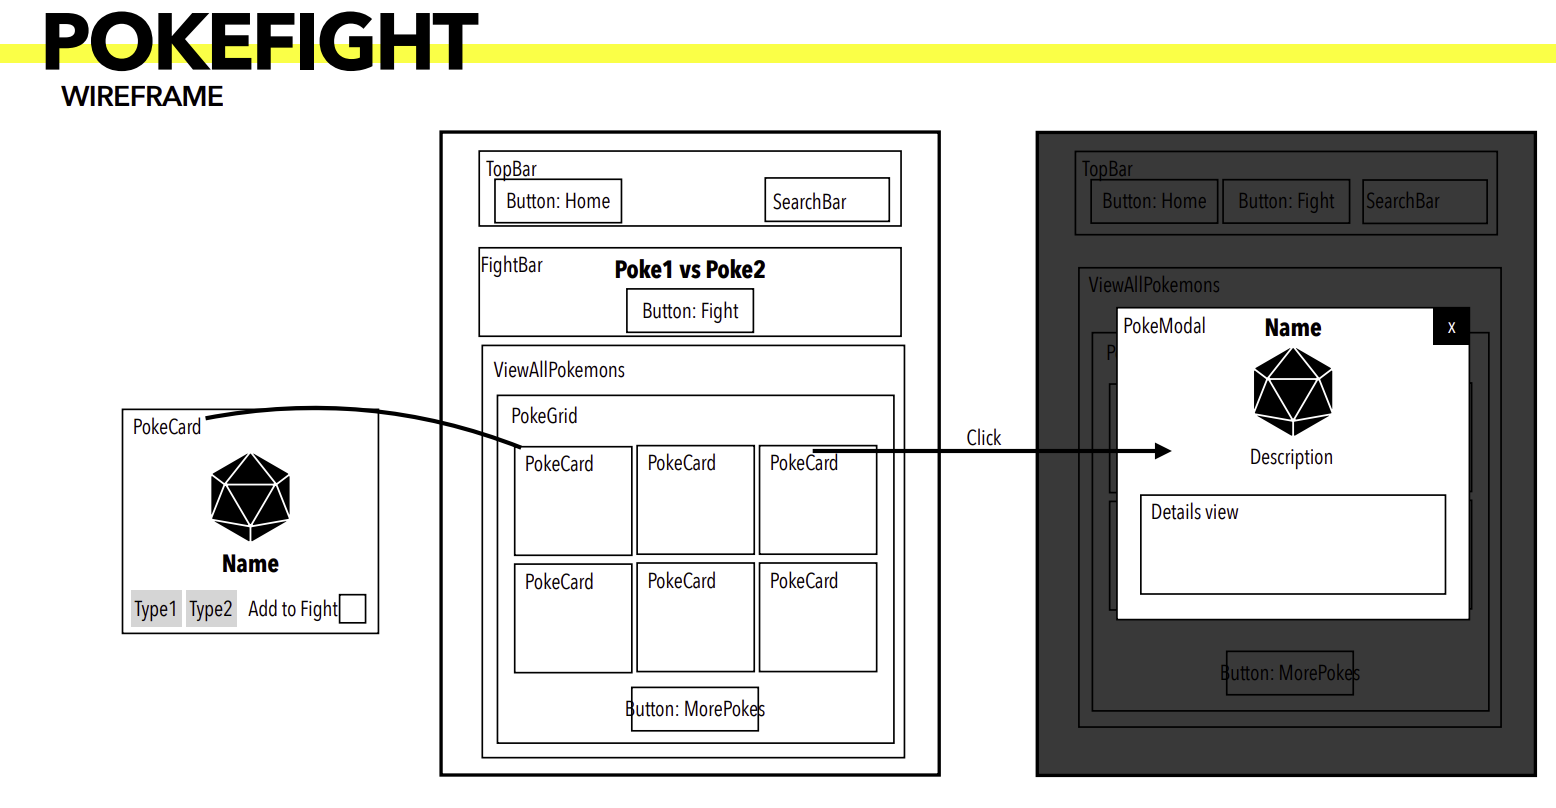 POKEFIGHT
WIREFRAME
PokeCard
Name
Type1 Type2 Add to Fight
TopBar
Button: Home
SearchBar
FightBar
Poke1 vs Poke2
Button: Fight
ViewAllPokemons
PokeGrid
PokeCard PokeCard PokeCard
PokeCard PokeCard PokeCard
Button: MorePokes
Click
TopBar
Button: Home Button: Fight SearchBar
ViewAllPokemons
P
PokeModal
Name
x
Description
Details view
Button: MorePokes